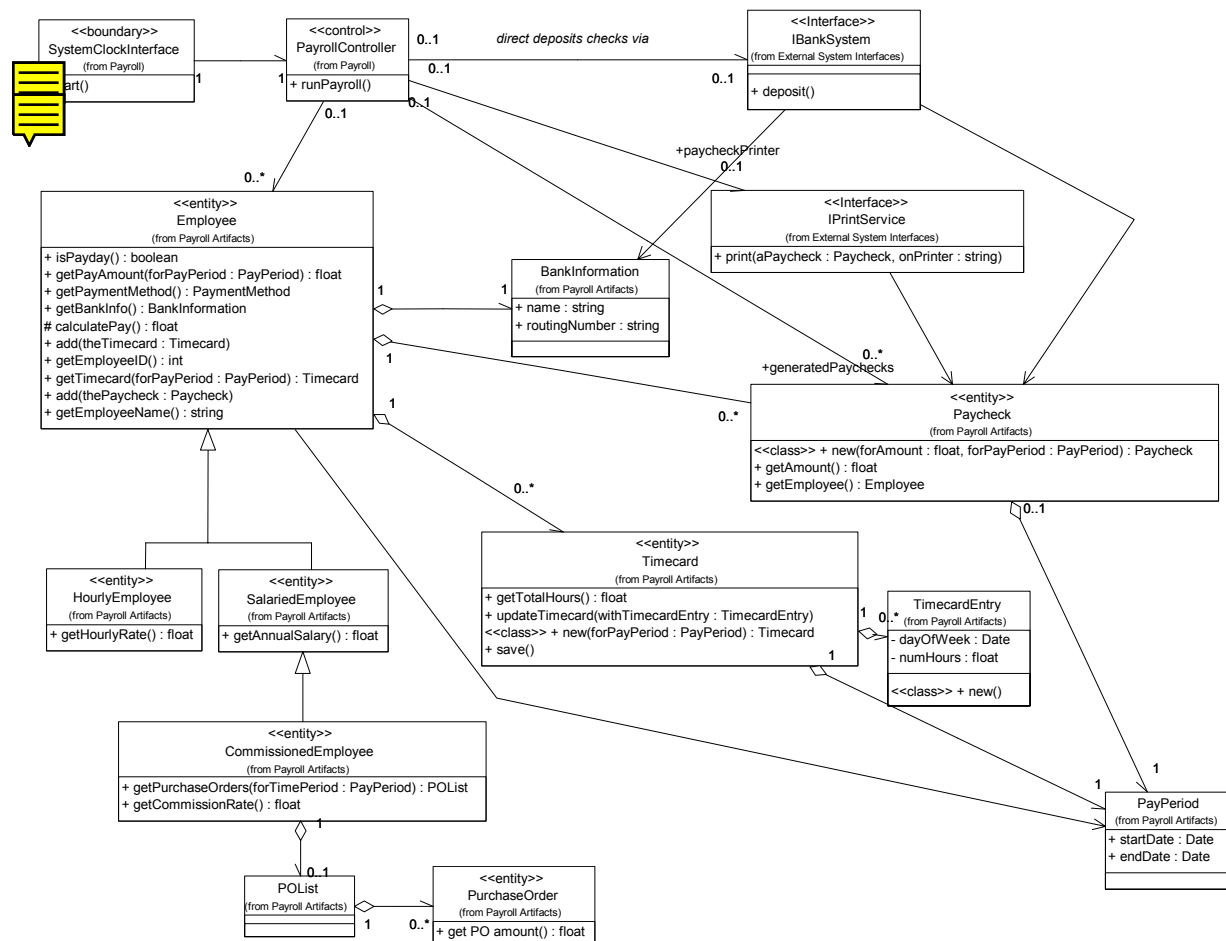 <<boundary>>
SystemClockInterface
(from Payroll)
art()
1
1
<<control>>
PayrollController
(from Payroll)
+ runPayroll()
0..1
direct deposits checks via
0..1
0..1
0..1
0..1
<<Interface>>
IBankSystem
(from External System Interfaces)
+ deposit()
+paycheckPrinter
0..1
0..*
<<entity>>
Employee
(from Payroll Artifacts)
+ isPayday() : boolean
+ getPayAmount(forPayPeriod : PayPeriod) : float
+ getPaymentMethod() : PaymentMethod
+ getBankInfo() : BankInformation
# calculatePay() : float
+ add(theTimecard : Timecard)
+ getEmployeeID() : int
+ getTimecard(forPayPeriod : PayPeriod) : Timecard
+ add(thePaycheck : Paycheck)
+ getEmployeeName() : string
<<Interface>>
IPrintService
(from External System Interfaces)
+ print(aPaycheck : Paycheck, onPrinter : string)
1
1
BankInformation
(from Payroll Artifacts)
+ name : string
+ routingNumber : string
1
0..*
+generatedPaychecks
0..*
<<entity>>
Paycheck
(from Payroll Artifacts)
<<class>> + new(forAmount : float, forPayPeriod : PayPeriod) : Paycheck
+ getAmount() : float
+ getEmployee() : Employee
0..1
1
0..*
<<entity>>
Timecard
(from Payroll Artifacts)
+ getTotalHours() : float
+ updateTimecard(withTimecardEntry : TimecardEntry)
<<class>> + new(forPayPeriod : PayPeriod) : Timecard
+ save()
1
0..*
1
TimecardEntry
(from Payroll Artifacts)
- dayOfWeek : Date
- numHours : float
<<class>> + new()
<<entity>>
HourlyEmployee
(from Payroll Artifacts)
+ getHourlyRate() : float
<<entity>>
SalariedEmployee
(from Payroll Artifacts)
+ getAnnualSalary() : float
<<entity>>
CommissionedEmployee
(from Payroll Artifacts)
+ getPurchaseOrders(forTimePeriod : PayPeriod) : POList
+ getCommissionRate() : float
1
0..1
1
1
PayPeriod
(from Payroll Artifacts)
+ startDate : Date
+ endDate : Date
POList
(from Payroll Artifacts)
1
0..*
<<entity>>
PurchaseOrder
(from Payroll Artifacts)
+ get PO amount() : float